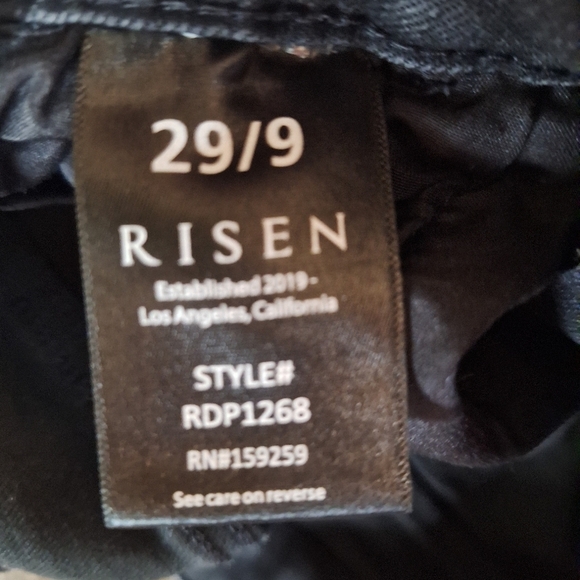 29/9
RISEN
Established 2019 -
Los Angeles, California
STYLE#
RDP1268
RN#159259
See care on reverse